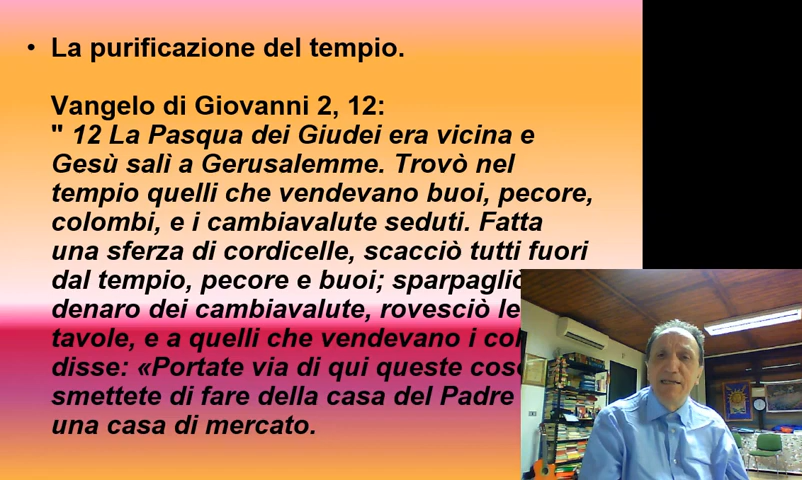 • La purificazione del tempio.
Vangelo di Giovanni 2, 12:
" 12 La Pasqua dei Giudei era vicina e
Gesù salì a Gerusalemme. Trovò nel
tempio quelli che vendevano buoi, pecore,
colombi, e i cambiavalute seduti. Fatta
una sferza di cordicelle, scacciò tutti fuori
dal tempio, pecore e buoi; sparpagliò
denaro dei cambiavalute, rovesciò le
tavole, e a quelli che vendevano i
disse: «Portate via di qui queste
smettete di fare della casa del Padre
una casa di mercato.